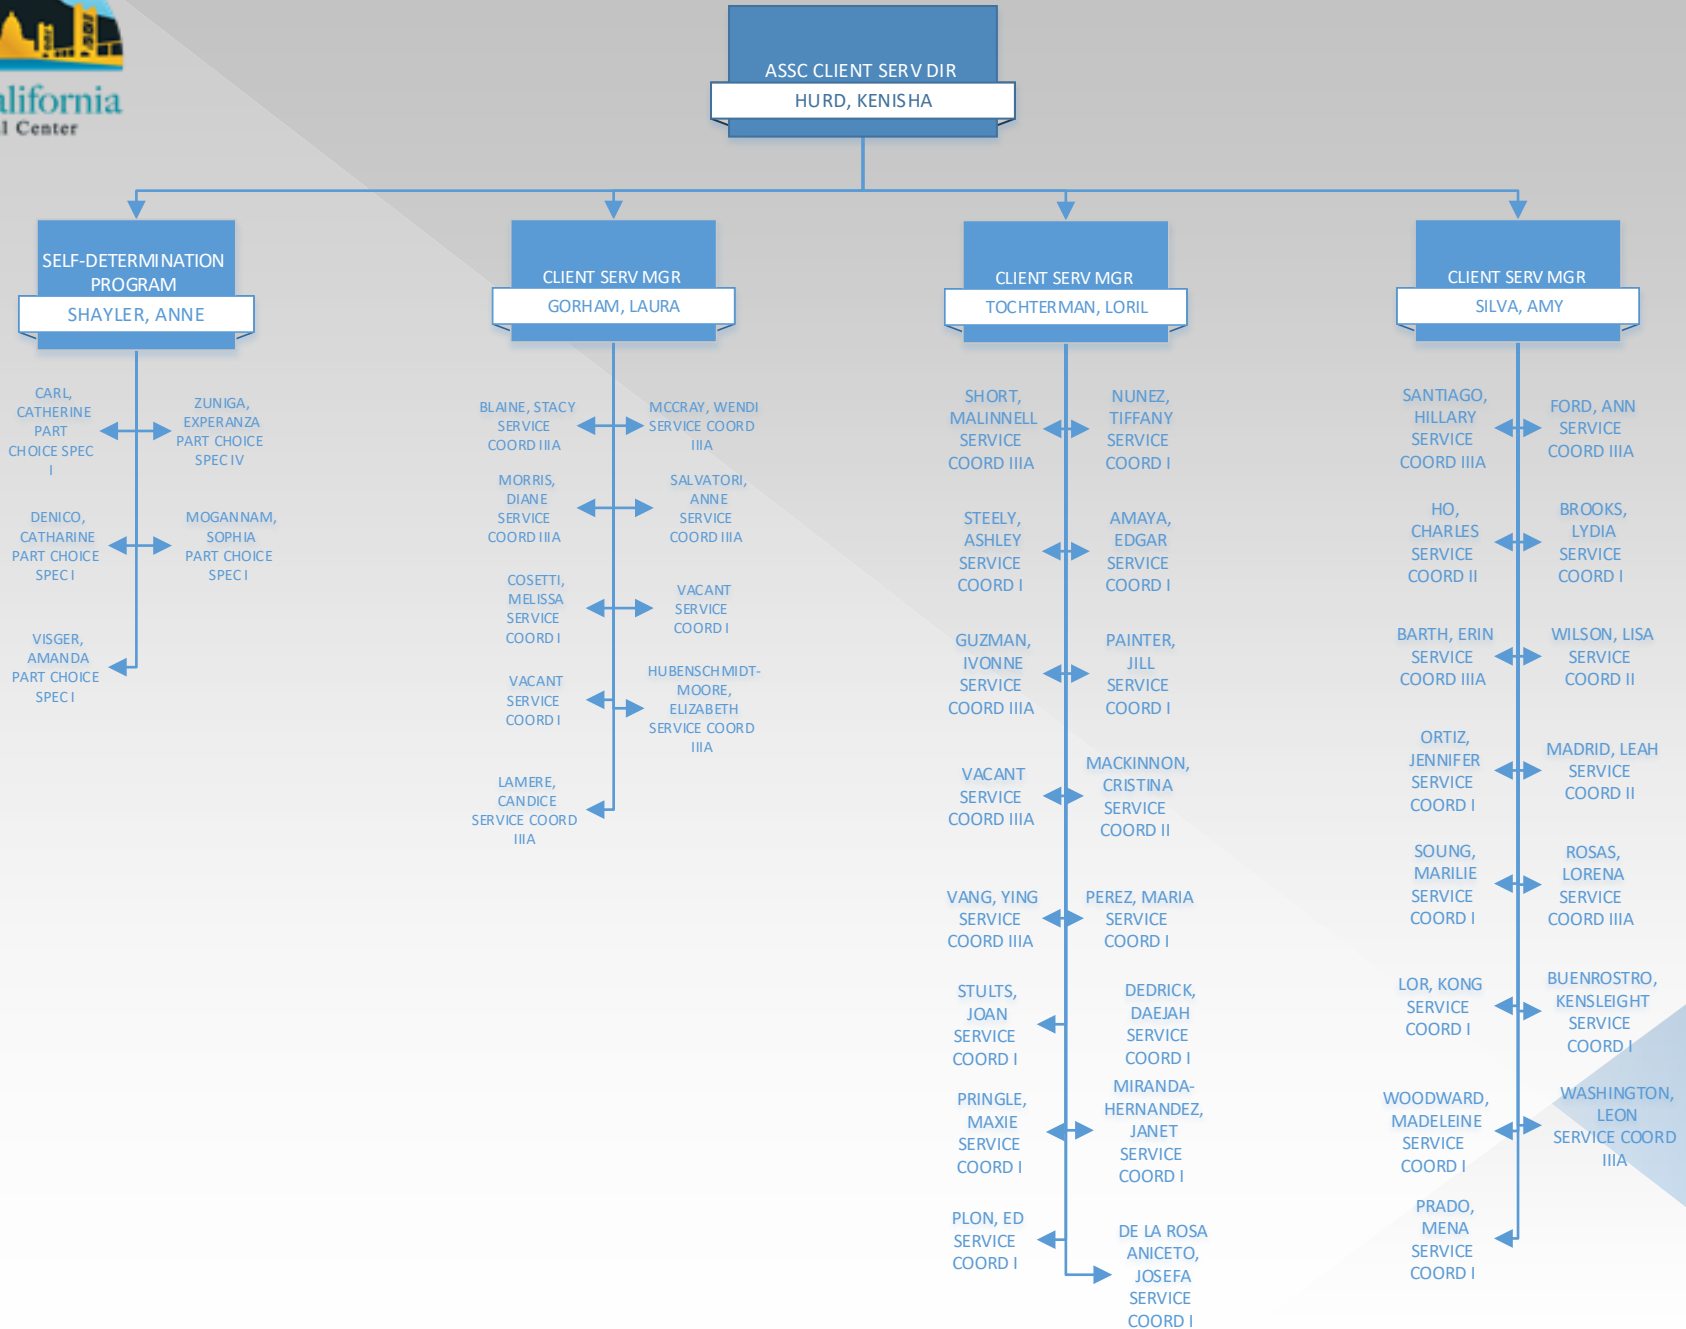 alifornia
l Center
ASSC CLIENT SERV DIR
HURD, KENISHA
SELF-DETERMINATION
PROGRAM
SHAYLER, ANNE
CARL,
CATHERINE
PART
CHOICE SPEC
I
ZUNIGA,
EXPERANZA
PART CHOICE
SPEC IV
DENICO,
CATHARINE
PART CHOICE
SPEC I
MOGANNAM,
SOPHIA
PART CHOICE
SPEC I
VISGER,
AMANDA
PART CHOICE
SPEC I
CLIENT SERV MGR
GORHAM, LAURA
BLAINE, STACY
SERVICE
COORD IIIA
MCCRAY, WENDI
SERVICE COORD
IIIA
MORRIS,
DIANE
SERVICE
COORD IIIA
SALVATORI,
ANNE
SERVICE
COORD IIIA
COSETTI,
MELISSA
SERVICE
COORD I
VACANT
SERVICE
COORD I
VACANT
SERVICE
COORD I
HUBENSCHMIDT-
MOORE,
ELIZABETH
SERVICE COORD
IIIA
LAMERE,
CANDICE
SERVICE COORD
IIIA
CLIENT SERV MGR
TOCHTERMAN, LORIL
SHORT,
MALINNELL
SERVICE
COORD IIIA
NUNEZ,
TIFFANY
SERVICE
COORD I
STEELY,
ASHLEY
SERVICE
COORD I
AMAYA,
EDGAR
SERVICE
COORD I
GUZMAN,
IVONNE
SERVICE
COORD IIIA
PAINTER,
JILL
SERVICE
COORD I
VACANT
SERVICE
COORD IIIA
MACKINNON,
CRISTINA
SERVICE
COORD II
VANG, YING
SERVICE
COORD IIIA
PEREZ, MARIA
SERVICE
COORD I
STULTS,
JOAN
SERVICE
COORD I
DEDRICK,
DAEJAH
SERVICE
COORD I
PRINGLE,
MAXIE
SERVICE
COORD I
MIRANDA-
HERNANDEZ,
JANET
SERVICE
COORD I
PLON, ED
SERVICE
COORD I
DE LA ROSA
ANICETO,
JOSEFA
SERVICE
COORD I
CLIENT SERV MGR
SILVA, AMY
SANTIAGO,
HILLARY
SERVICE
COORD IIIA
FORD, ANN
SERVICE
COORD IIIA
HO,
CHARLES
SERVICE
COORD II
BROOKS,
LYDIA
SERVICE
COORD I
BARTH, ERIN
SERVICE
COORD IIIA
WILSON, LISA
SERVICE
COORD II
ORTIZ,
JENNIFER
SERVICE
COORD I
MADRID, LEAH
SERVICE
COORD II
SOUNG,
MARILIE
SERVICE
COORD I
ROSAS,
LORENA
SERVICE
COORD IIIA
LOR, KONG
SERVICE
COORD I
BUENROSTRO,
KENSLEIGHT
SERVICE
COORD I
WOODWARD,
MADELEINE
SERVICE
COORD I
WASHINGTON,
LEON
SERVICE COORD
IIIA
PRADO,
MENA
SERVICE
COORD I